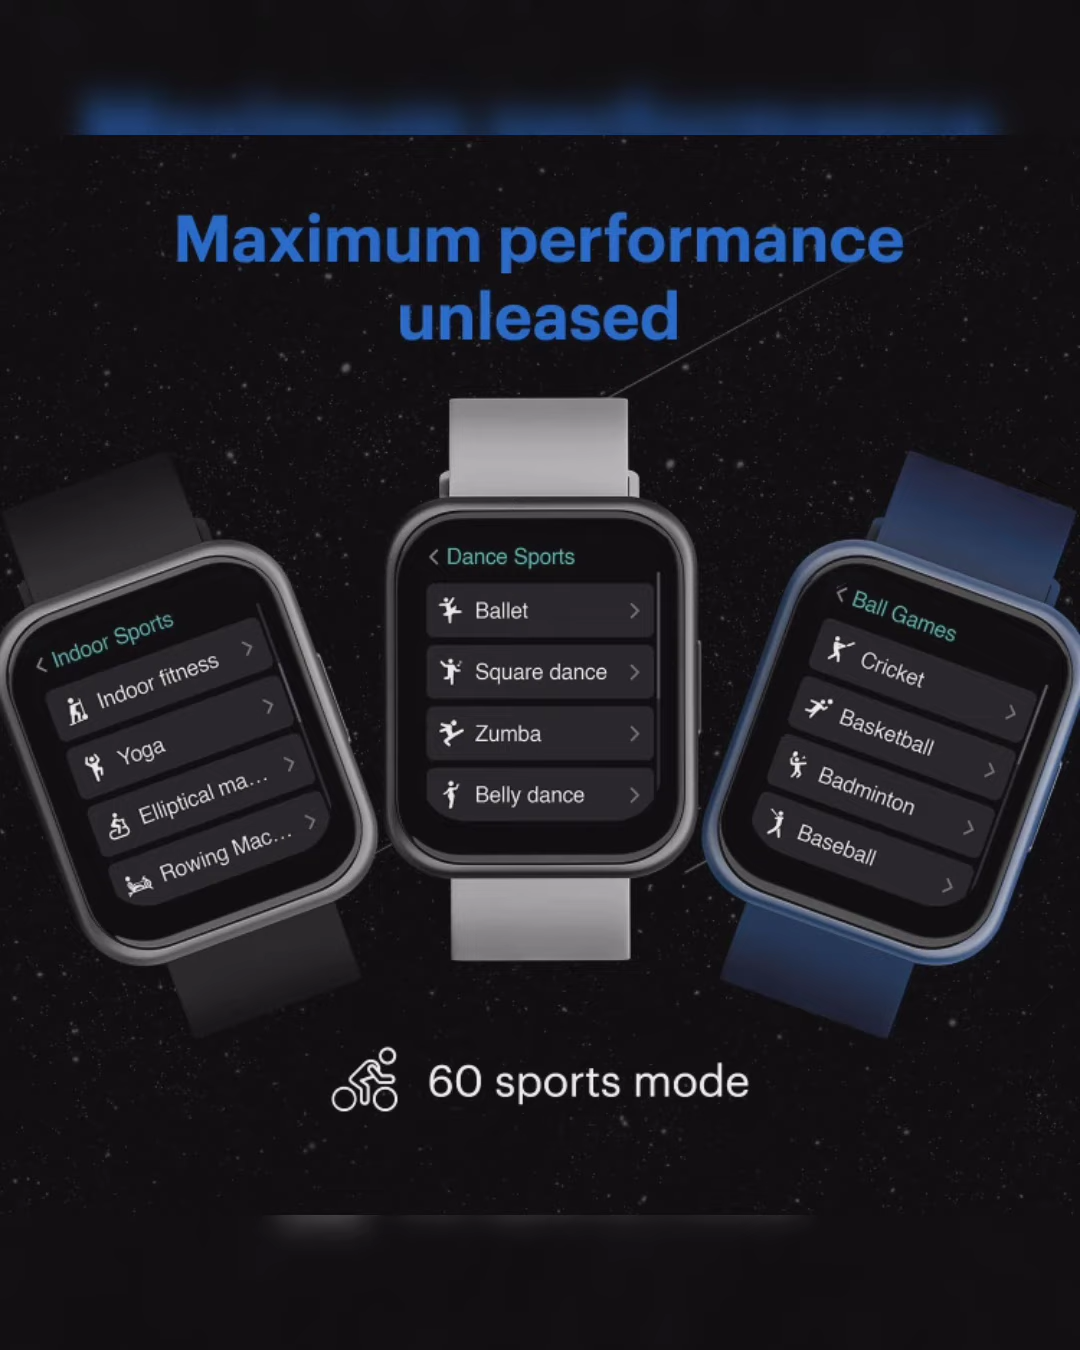 Maximum performance
unleased
Indoor Sports
Indoor fitness
Yoga
Elliptical ma...
Rowing Mac...
Dance Sports
Ballet
Square dance
Zumba
Belly dance
Ball Games
Cricket
Basketball
Badminton
Baseball
60 sports mode